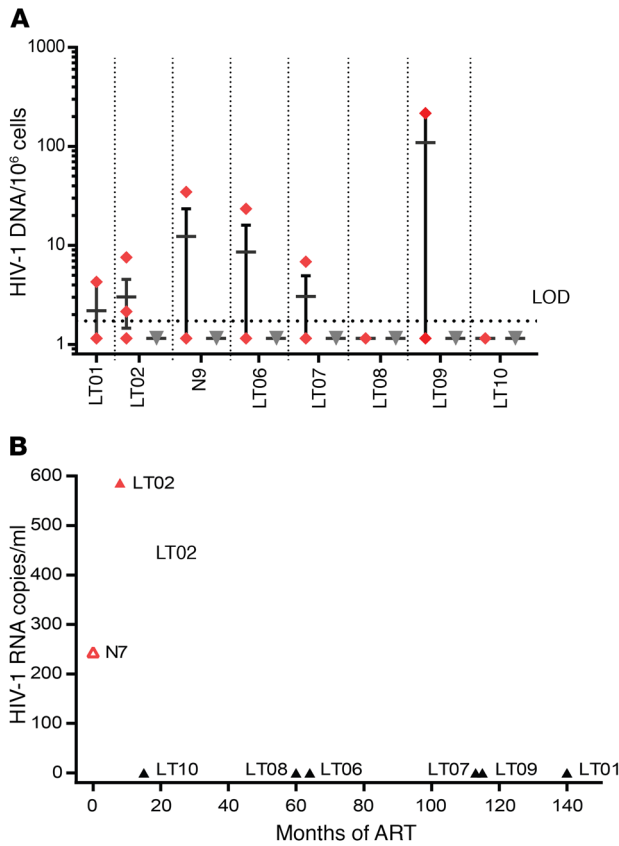 A
HIV-1 DNA/10⁶ cells
1000
100
10
1
LOD
LT01
LT02
N9
LT06
LT07
LT08
LT09
LT10
B
HIV-1 RNA copies/ml
600
500
400
300
200
100
0
LT02
LT02
N7
LT10
LT08
LT06
LT07
LT09
LT01
0 20 40 60 80 100 120 140
Months of ART